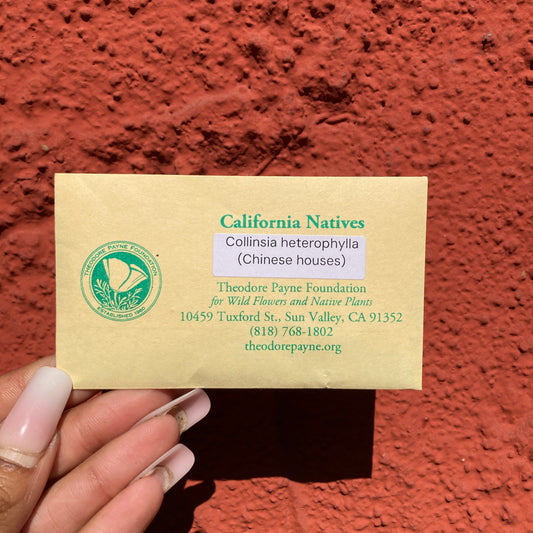 THEODORE PAYNE FOUNDATION
ESTABLISHED 1960
California Natives
Collinsia heterophylla
(Chinese houses)
Theodore Payne Foundation
for Wild Flowers and Native Plants
10459 Tuxford St., Sun Valley, CA 91352
(818) 768-1802
theodorepayne.org